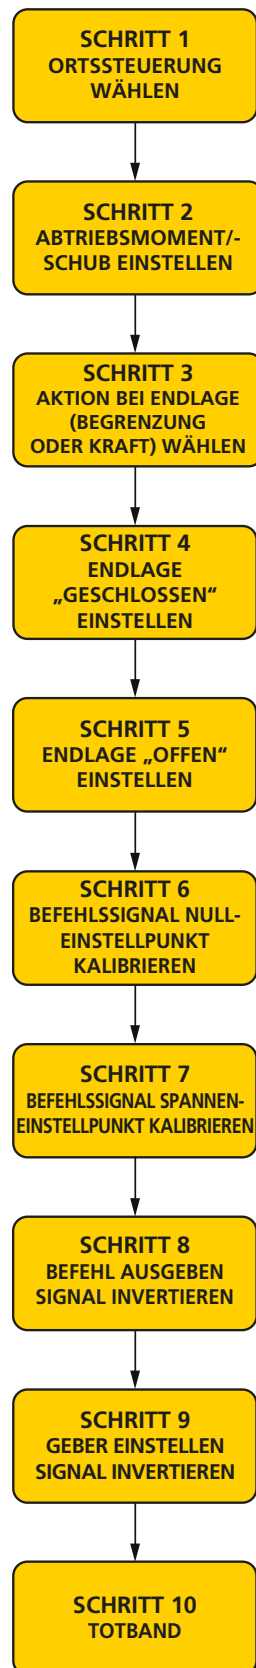 SCHRITT 1
ORTSSTEUERUNG
WÄHLEN
SCHRITT 2
ABTRIEBSMOMENT/-
SCHUB EINSTELLEN
SCHRITT 3
AKTION BEI ENDLAGE
(BEGRENZUNG
ODER KRAFT) WÄHLEN
SCHRITT 4
ENDLAGE
„GESCHLOSSEN“
EINSTELLEN
SCHRITT 5
ENDLAGE „OFFEN“
EINSTELLEN
SCHRITT 6
BEFEHLSSIGNAL NULL-
EINSTELLPUNKT
KALIBRIEREN
SCHRITT 7
BEFEHLSSIGNAL SPANNEN-
EINSTELLPUNKT KALIBRIEREN
SCHRITT 8
BEFEHL AUSGEBEN
SIGNAL INVERTIEREN
SCHRITT 9
GEBER EINSTELLEN
SIGNAL INVERTIEREN
SCHRITT 10
TOTBAND